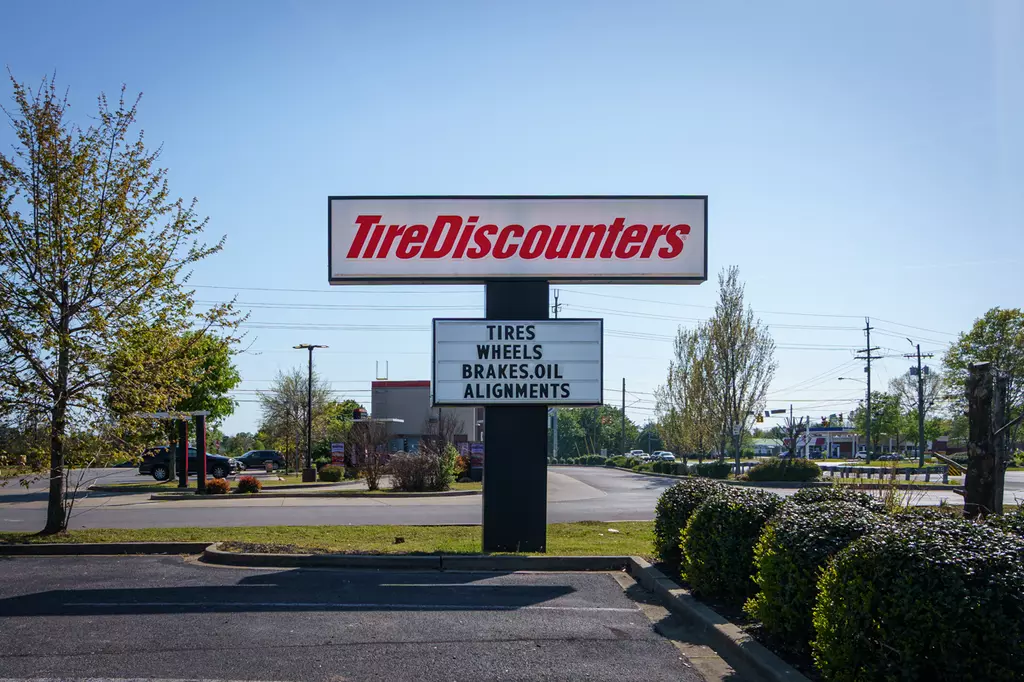 TireDiscounters
TIRES
WHEELS
BRAKES.OIL
ALIGNMENTS